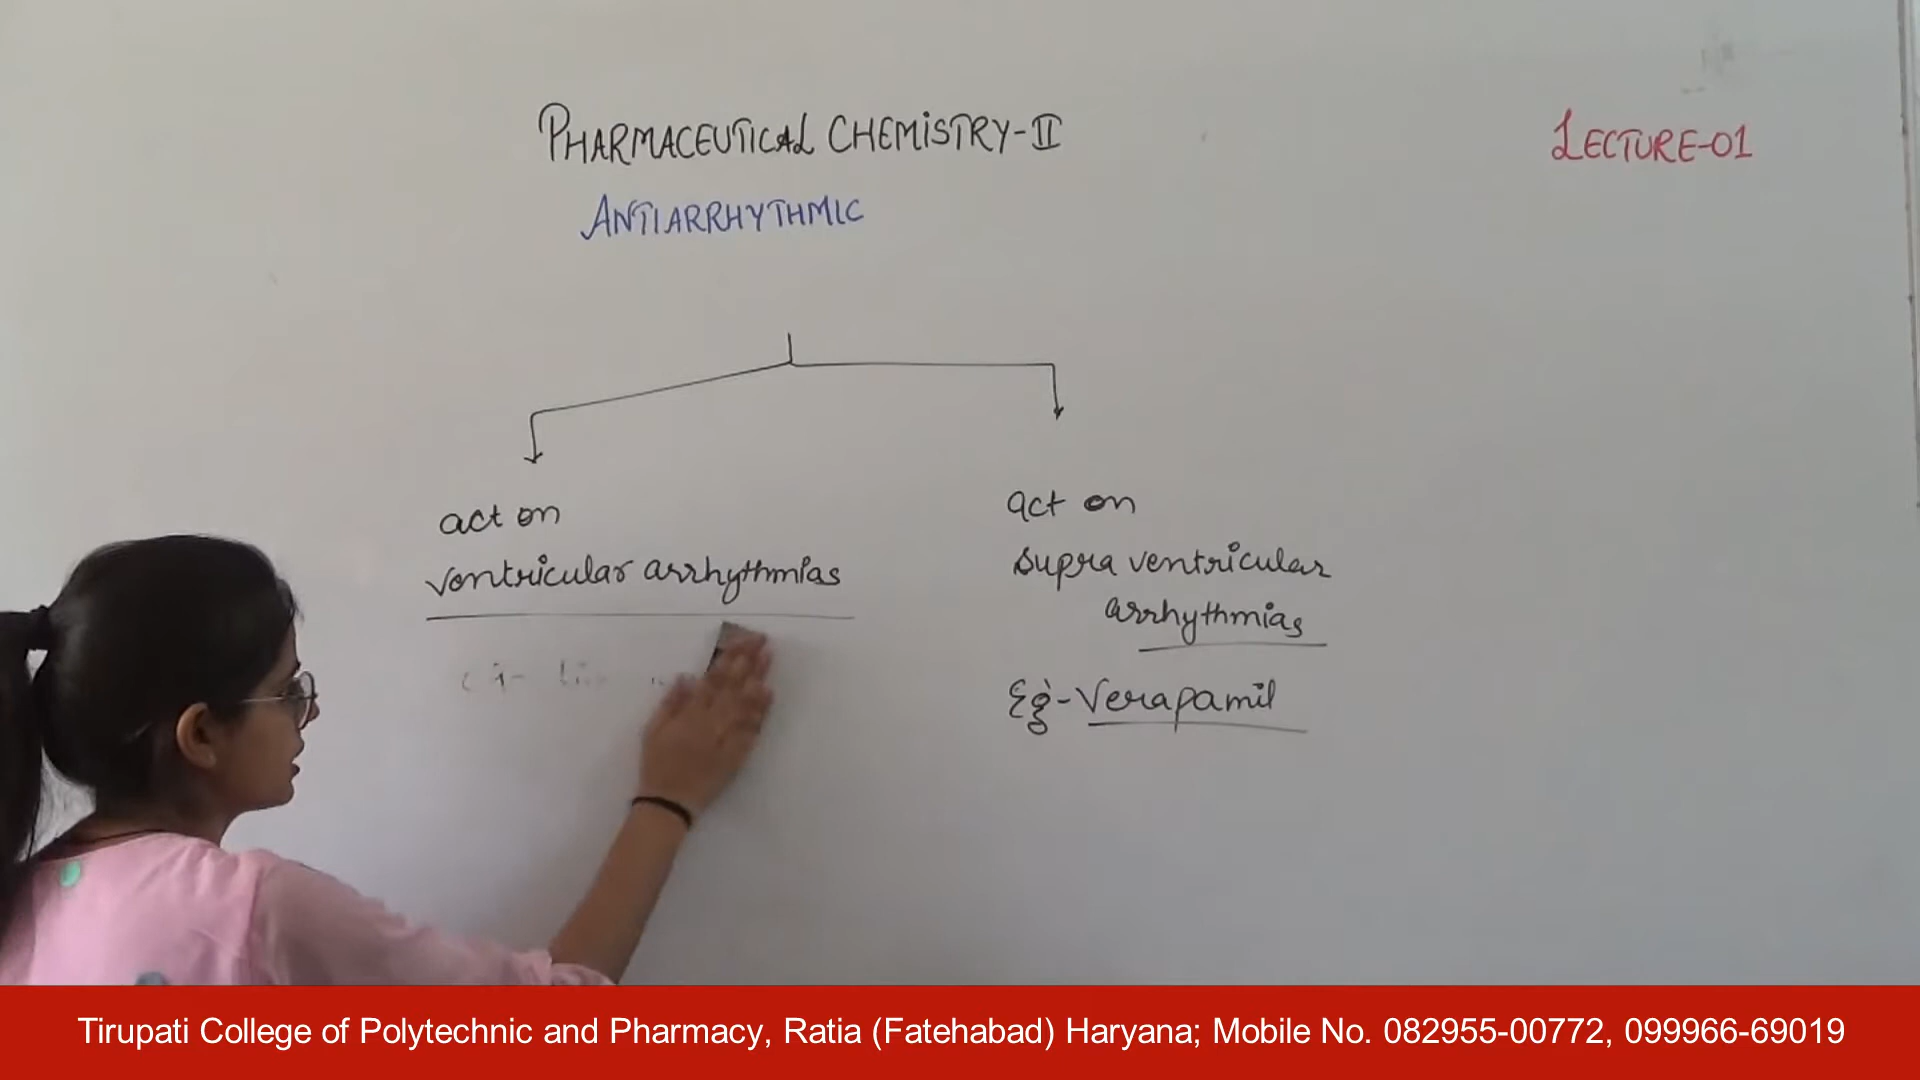 PHARMACEUTICAL CHEMISTRY-II
LECTURE-01
ANTIARRHYTHMIC
act on
ventricular arrhythmias
act on
Supra ventricular
arrhythmias
Eg-Verapamil
Tirupati College of Polytechnic and Pharmacy, Ratia (Fatehabad) Haryana; Mobile No. 082955-00772, 099966-69019